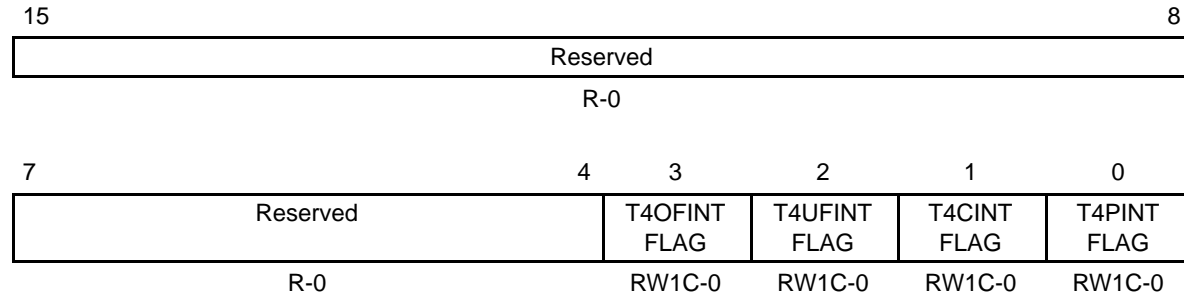 15 8
Reserved
R-0
7 4 3 2 1 0
Reserved T4OFINT T4UFINT T4CINT T4PINT
FLAG FLAG FLAG FLAG
R-0 RW1C-0 RW1C-0 RW1C-0 RW1C-0